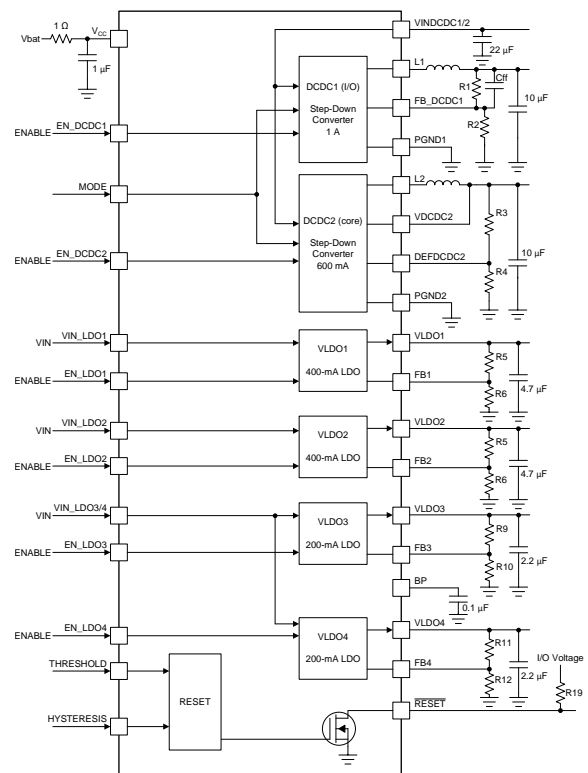 VINDCDC1/2
1 Ω
Vbat
VCC
1 µF
22 µF
L1
Cff
DCDC1 (I/O)
Step-Down
Converter
1 A
R1
FB_DCDC1
10 µF
R2
ENABLE
EN_DCDC1
PGND1
MODE
L2
DCDC2 (core)
Step-Down
Converter
600 mA
VDCDC2
R3
10 µF
ENABLE
EN_DCDC2
DEFDCDC2
R4
PGND2
VIN
VIN_LDO1
VLDO1
400-mA LDO
VLDO1
R5
4.7 µF
ENABLE
EN_LDO1
FB1
R6
VIN
VIN_LDO2
VLDO2
400-mA LDO
VLDO2
R5
4.7 µF
ENABLE
EN_LDO2
FB2
R6
VIN
VIN_LDO3/4
VLDO3
200-mA LDO
VLDO3
R9
2.2 µF
ENABLE
EN_LDO3
FB3
R10
BP
0.1 µF
ENABLE
EN_LDO4
VLDO4
200-mA LDO
VLDO4
R11
2.2 µF
I/O Voltage
THRESHOLD
FB4
R12
R19
RESET
RESET
HYSTERESIS